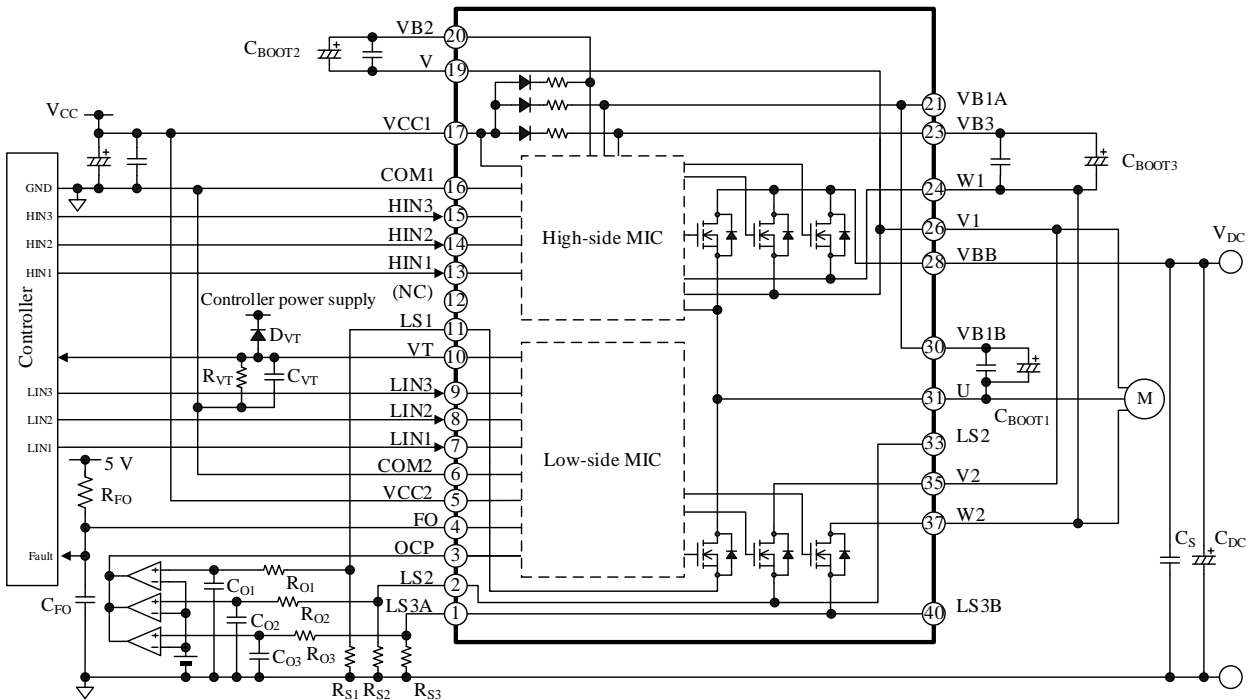 VB2
20
C_BOOT2
V
19
21
VB1A
V_CC
VCC1
17
23
VB3
C_BOOT3
GND
COM1
16
24
W1
HIN3
HIN3
15
High-side MIC
26
V1
V_DC
HIN2
HIN2
14
28
VBB
HIN1
HIN1
13
(NC)
12
Controller power supply
Controller
D_VT
LS1
11
30
VB1B
VT
10
R_VT
C_VT
LIN3
LIN3
9
31
U
C_BOOT1
M
LIN2
LIN2
8
Low-side MIC
33
LS2
LIN1
LIN1
7
COM2
6
35
V2
5 V
R_FO
VCC2
5
37
W2
FO
4
C_S
C_DC
Fault
OCP
3
C_FO
+
−
C_O1
R_O1
LS2
2
+
−
C_O2
R_O2
LS3A
1
40
LS3B
+
−
C_O3
R_O3
R_S1
R_S2
R_S3